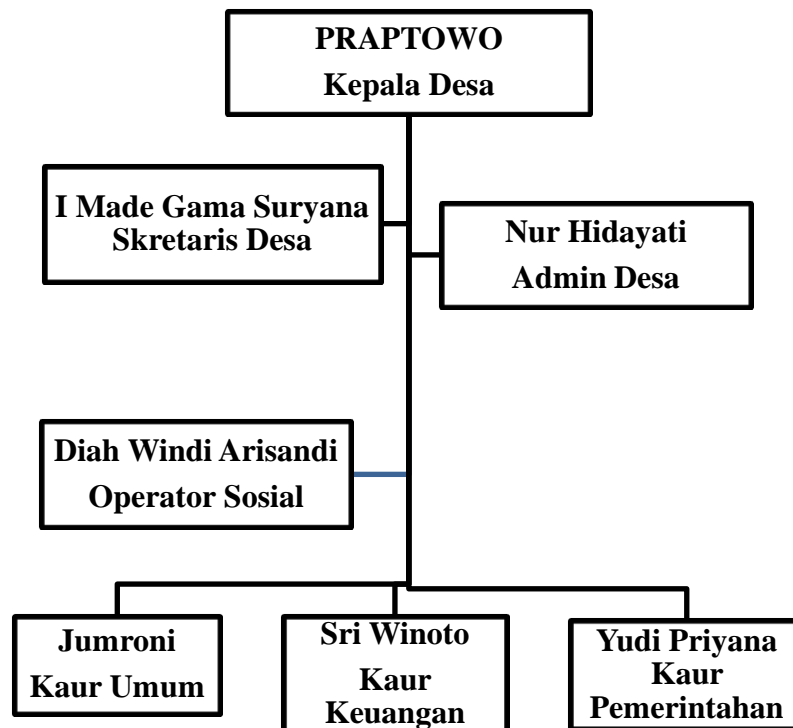 PRAPTOWO
Kepala Desa
I Made Gama Suryana
Skretaris Desa
Nur Hidayati
Admin Desa
Diah Windi Arisandi
Operator Sosial
Jumroni
Kaur Umum
Sri Winoto
Kaur
Keuangan
Yudi Priyana
Kaur
Pemerintahan